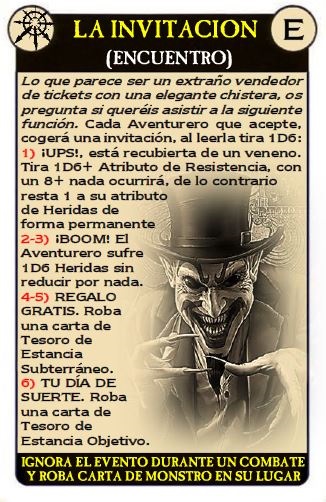 LA INVITACION
E
(ENCUENTRO)
Lo que parece ser un extraño vendedor
de tickets con una elegante chistera, os
pregunta si queréis asistir a la siguiente
función. Cada Aventurero que acepte,
cogerá una invitación, al leerla tira 1D6:
1) ¡UPS!, está recubierta de un veneno.
Tira 1D6+ Atributo de Resistencia, con
un 8+ nada ocurrirá, de lo contrario
resta 1 a su atributo
de Heridas de
forma permanente
2-3) ¡BOOM! El
Aventurero sufre
1D6 Heridas sin
reducir por nada.
4-5) REGALO
GRATIS. Roba
una carta de
Tesoro de
Estancia
Subterráneo.
6) TU DÍA DE
SUERTE. Roba
una carta de
Tesoro de
Estancia Objetivo.
IGNORA EL EVENTO DURANTE UN COMBATE
Y ROBA CARTA DE MONSTRO EN SU LUGAR